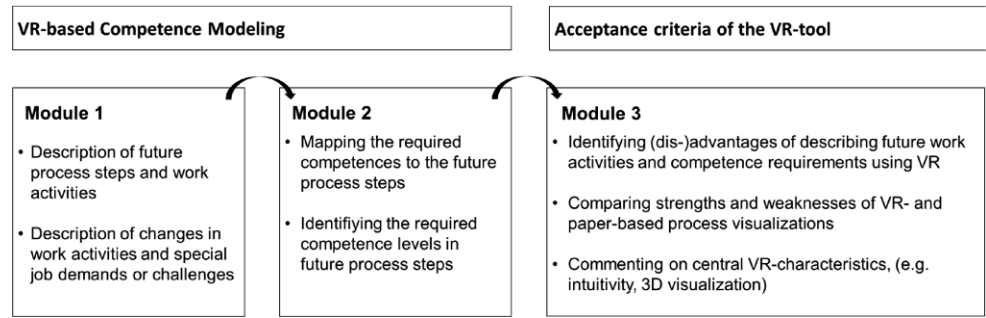 VR-based Competence Modeling
Acceptance criteria of the VR-tool
Module 1
• Description of future
process steps and work
activities
• Description of changes in
work activities and special
job demands or challenges
Module 2
• Mapping the required
competences to the future
process steps
• Identifiying the required
competence levels in
future process steps
Module 3
• Identifying (dis-)advantages of describing future work
activities and competence requirements using VR
• Comparing strengths and weaknesses of VR- and
paper-based process visualizations
• Commenting on central VR-characteristics, (e.g.
intuitivity, 3D visualization)